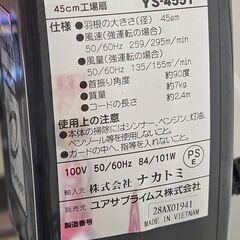 45cm工場扇 YS-4551
仕様
●羽根の大きさ(径) 45cm
●風速(強運転の場合)
50/60Hz 259/295m/分
●風量(強運転の場合)
50/60Hz 135/155m³/分
●首振り角度 約90度
●質量 約7kg
●コードの長さ 約2.4m
使用上の注意
●本体の掃除にはシンナー、ベンジン、灯油、
ベンゾール等を使用しないでください。
●ガードの中へ、指等を入れないでください。
100V 50/60Hz 84/101W
PS
E
輸入元 株式会社 ナカトミ
販売元 ユアサプライムス株式会社
製造番号 28AX01941
MADE IN VIETNAM